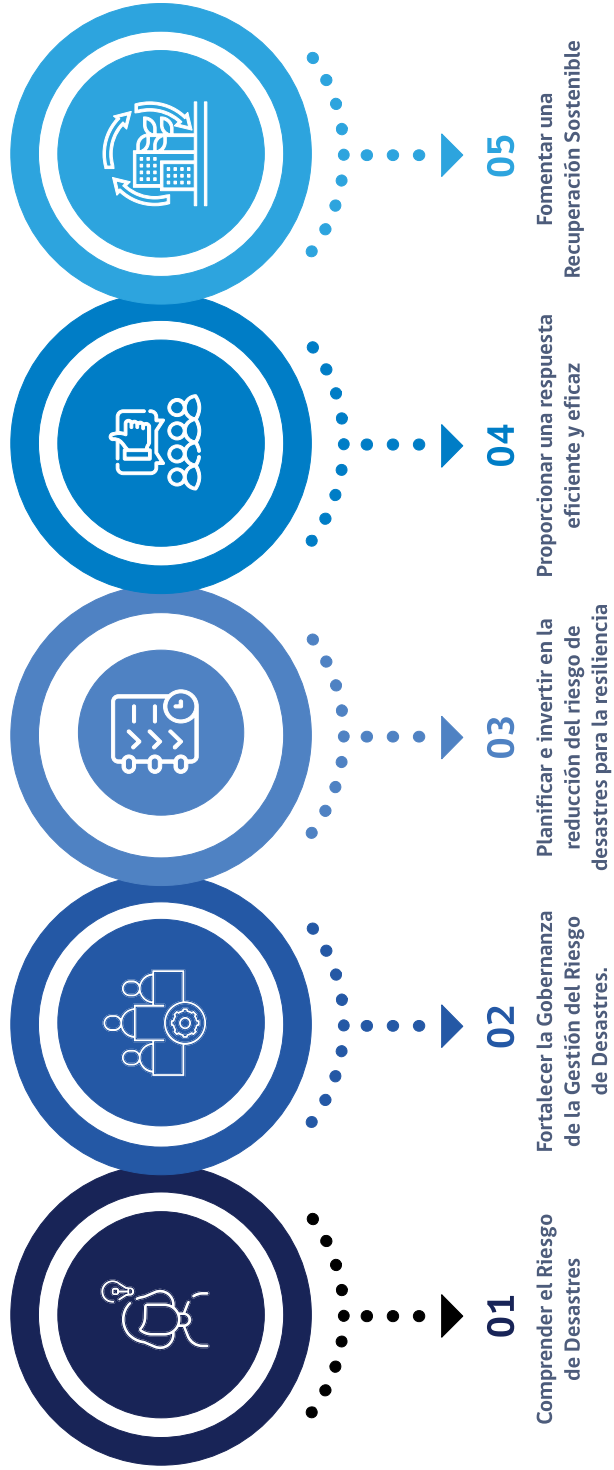 01
Comprender el Riesgo
de Desastres
02
Fortalecer la Gobernanza
de la Gestión del Riesgo
de Desastres.
03
Planificar e invertir en la
reducción del riesgo de
desastres para la resiliencia
04
Proporcionar una respuesta
eficiente y eficaz
05
Fomentar una
Recuperación Sostenible